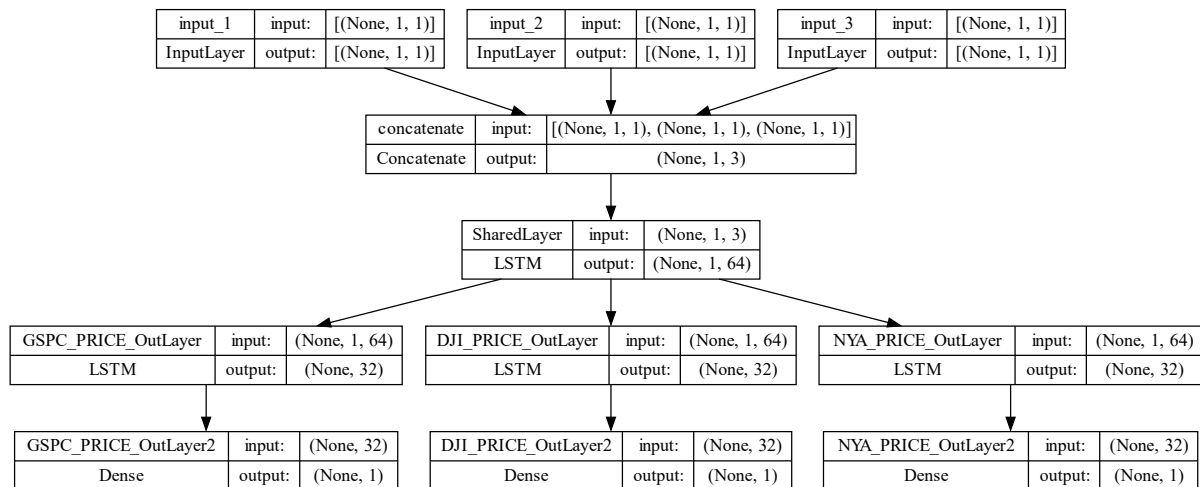 input_1 input: [(None, 1, 1)] input_2 input: [(None, 1, 1)] input_3 input: [(None, 1, 1)]
InputLayer output: [(None, 1, 1)] InputLayer output: [(None, 1, 1)] InputLayer output: [(None, 1, 1)]
concatenate input: [(None, 1, 1), (None, 1, 1), (None, 1, 1)]
Concatenate output: (None, 1, 3)
SharedLayer input: (None, 1, 3)
LSTM output: (None, 1, 64)
GSPC_PRICE_OutLayer input: (None, 1, 64) DJI_PRICE_OutLayer input: (None, 1, 64) NYA_PRICE_OutLayer input: (None, 1, 64)
LSTM output: (None, 32) LSTM output: (None, 32) LSTM output: (None, 32)
GSPC_PRICE_OutLayer2 input: (None, 32) DJI_PRICE_OutLayer2 input: (None, 32) NYA_PRICE_OutLayer2 input: (None, 32)
Dense output: (None, 1) Dense output: (None, 1) Dense output: (None, 1)